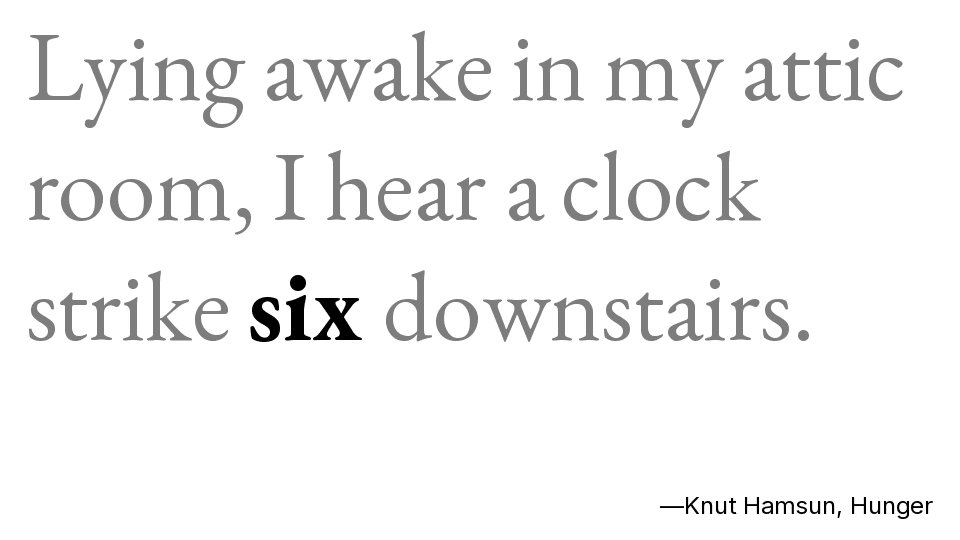 Lying awake in my attic
room, I hear a clock
strike six downstairs.
—Knut Hamsun, Hunger